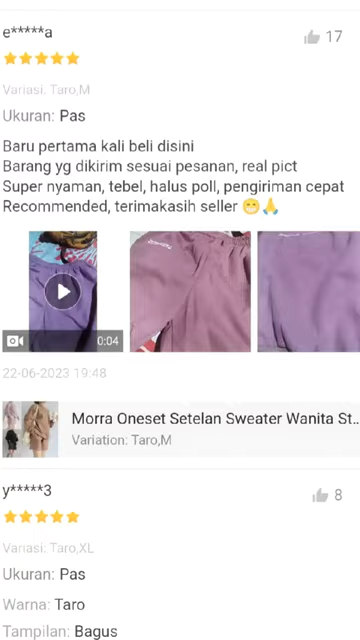 e*****a
17
Variasi: Taro,M
Ukuran: Pas
Baru pertama kali beli disini
Barang yg dikirim sesuai pesanan, real pict
Super nyaman, tebel, halus poll, pengiriman cepat
Recommended, terimakasih seller 😁🙏
0:04
22-06-2023 19:48
Morra Oneset Setelan Sweater Wanita St...
Variation: Taro,M
y*****3
8
Variasi: Taro,XL
Ukuran: Pas
Warna: Taro
Tampilan: Bagus